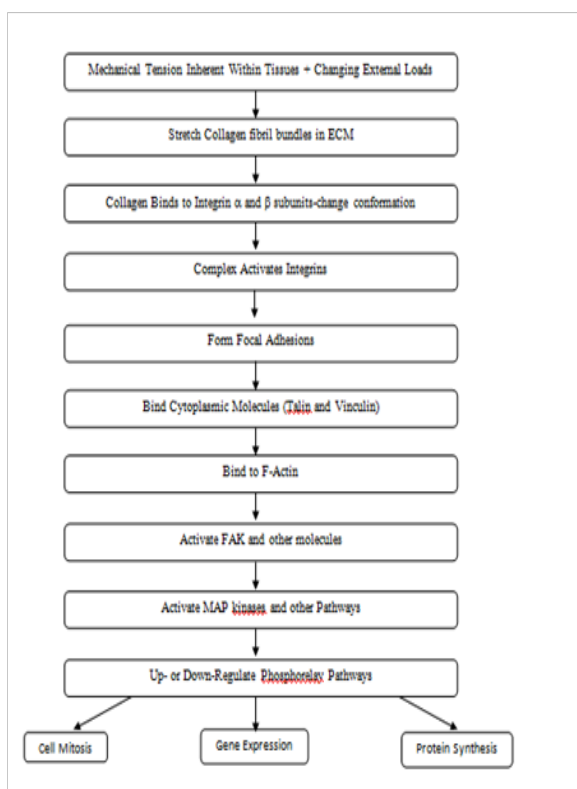 Mechanical Tension Inherent Within Tissues + Changing External Loads
Stretch Collagen fibril bundles in ECM
Collagen Binds to Integrin α and β subunits-change conformation
Complex Activates Integrins
Form Focal Adhesions
Bind Cytoplasmic Molecules (Talin and Vinculin)
Bind to F-Actin
Activate FAK and other molecules
Activate MAP kinases and other Pathways
Up- or Down-Regulate Phosphorelay Pathways
Cell Mitosis
Gene Expression
Protein Synthesis